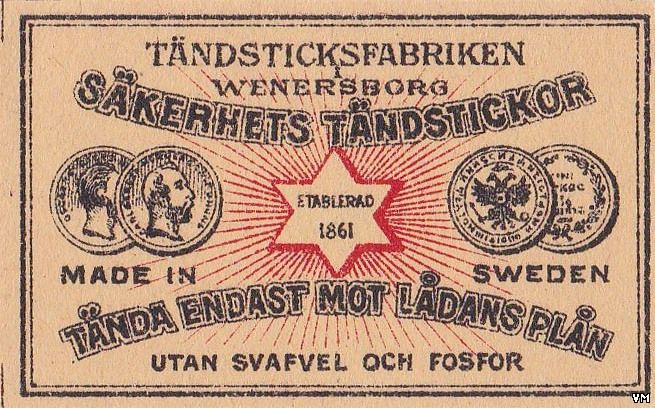 TÄNDSTICKSFABRIKEN
I
WENERSBORG
SÄKERHETS TÄNDSTICKOR
ETABLERAD
1861
MADE IN SWEDEN
TÄNDA ENDAST MOT LÅDANS PLÅN
UTAN SVAFVEL OCH FOSFOR
VM